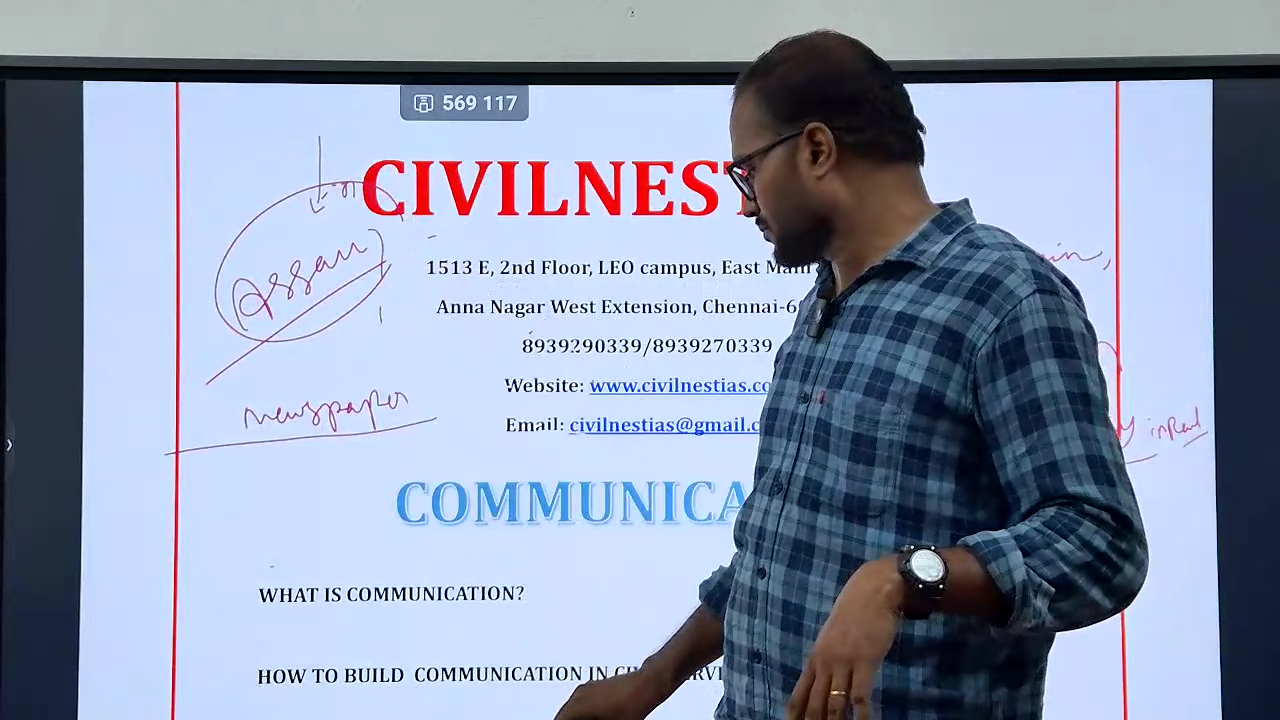 569 117
CIVILNEST
1513 E, 2nd Floor, LEO campus, East Main
Anna Nagar West Extension, Chennai-6
8939290339/8939270339
Website: www.civilnestias.co
Email: civilnestias@gmail.c
Assam
newspaper
COMMUNICA
WHAT IS COMMUNICATION?
HOW TO BUILD COMMUNICATION IN